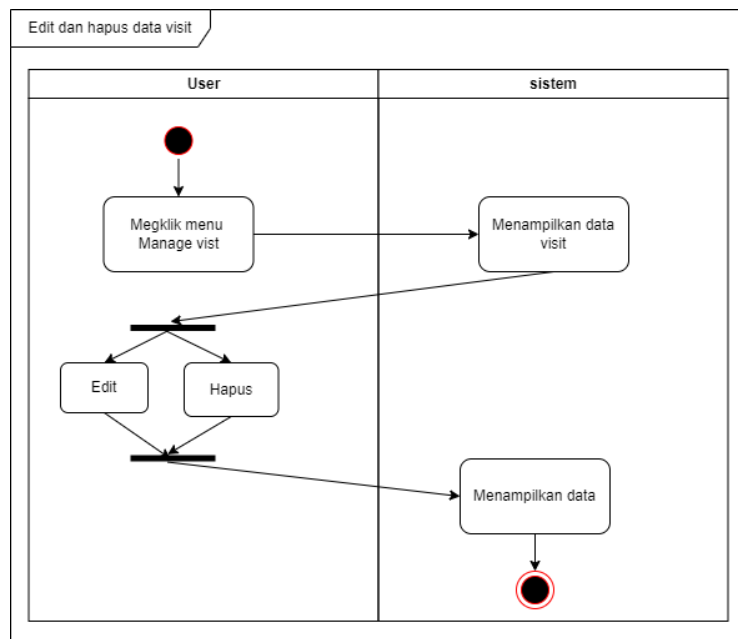 Edit dan hapus data visit
User
sistem
Megklik menu
Manage vist
Menampilkan data
visit
Edit
Hapus
Menampilkan data